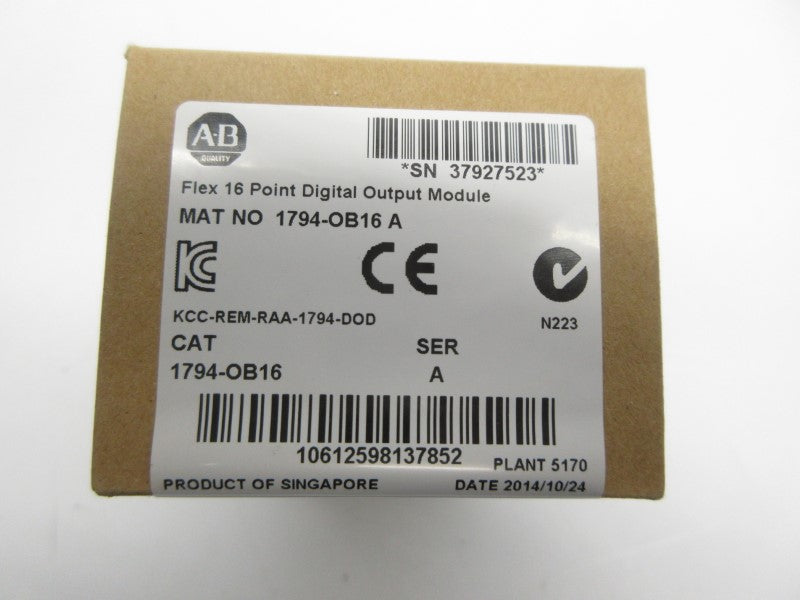 A-B
QUALITY
*SN 37927523*
Flex 16 Point Digital Output Module
MAT NO 1794-OB16 A
KC
CE
KCC-REM-RAA-1794-DOD
N223
CAT SER
1794-OB16 A
10612598137852
PLANT 5170
PRODUCT OF SINGAPORE DATE 2014/10/24